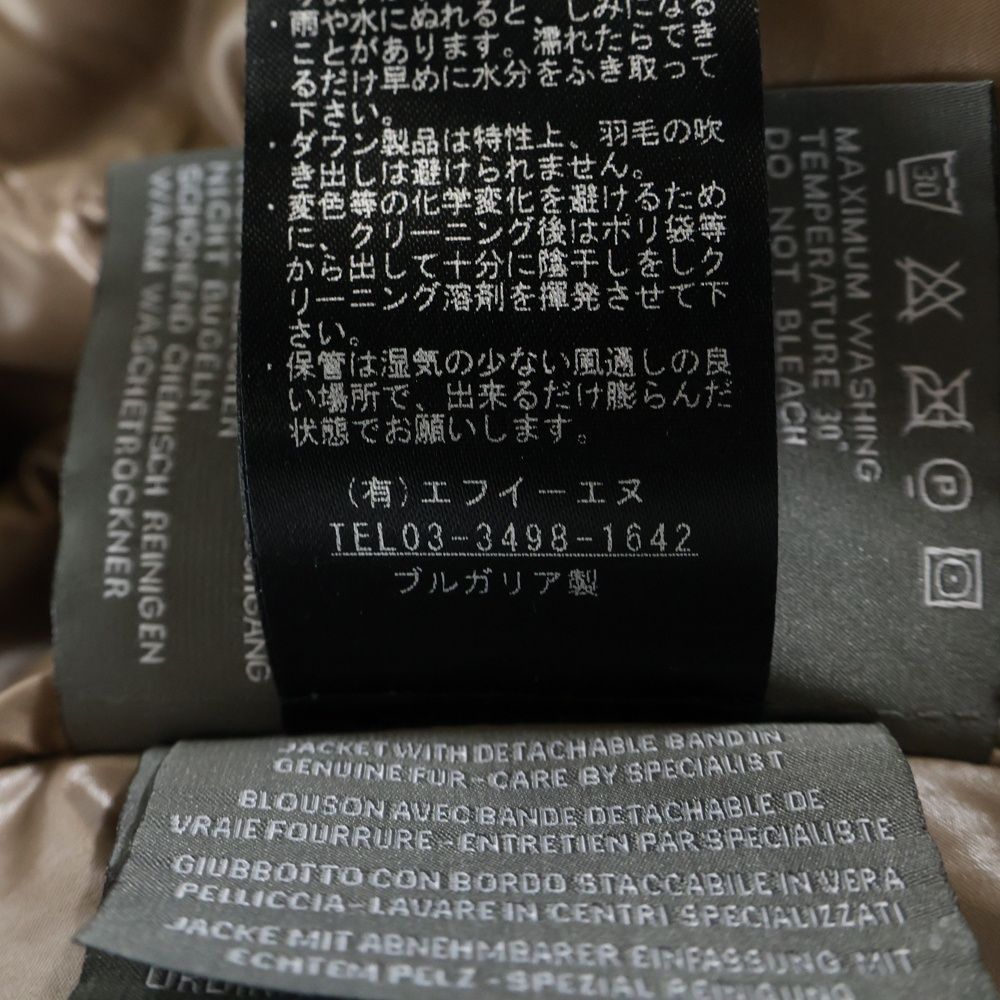 雨や水にぬれると、しみになる
ことがあります。濡れたらでき
るだけ早めに水分をふき取って
下さい。
・ダウン製品は特性上、羽毛の吹
き出しは避けられません。
・変色等の化学変化を避けるため
に、クリーニング後はポリ袋等
から出して十分に陰干しをしク
リーニング溶剤を揮発させて下
さい。
・保管は湿気の少ない風通しの良
い場所で、出来るだけ膨らんだ
状態でお願いします。
(有)エフイーエヌ
TEL03-3498-1642
ブルガリア製
MAXIMUM WASHING
TEMPERATURE 30°
DO NOT BLEACH
30
P
NICHT BÜGELN
SCHONEND CHEMISCH REINIGEN
WARM WASCHETROCKNER
JACKET WITH DETACHABLE BAND IN
GENUINE FUR - CARE BY SPECIALIST
BLOUSON AVEC BANDE DETACHABLE DE
VRAIE FOURRURE - ENTRETIEN PAR SPECIALISTE
GIUBBOTTO CON BORDO STACCABILE IN VERA
PELLICCIA - LAVARE IN CENTRI SPECIALIZZATI
JACKE MIT ABNEHMBARER EINFASSUNG MIT
ECHTEM PELZ - SPEZIAL REINIGUNG